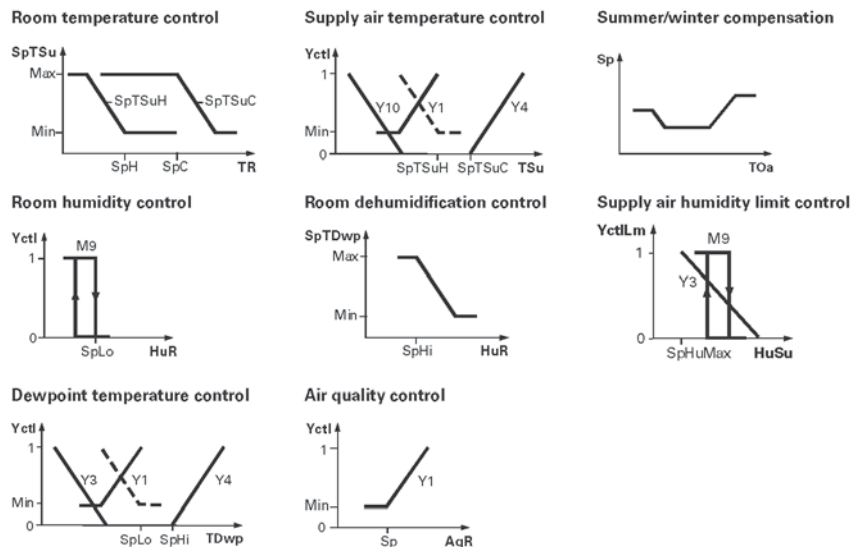 Room temperature control
SpTSu
Max
SpTSuH
SpTSuC
Min
SpH
SpC
TR
Supply air temperature control
Yctl
1
Y10
Y1
Y4
Min
0
SpTSuH
SpTSuC
TSu
Summer/winter compensation
Sp
TOa
Room humidity control
Yctl
M9
1
0
SpLo
HuR
Room dehumidification control
SpTDwp
Max
Min
SpHi
HuR
Supply air humidity limit control
YctlLm
M9
1
Y3
0
SpHuMax
HuSu
Dewpoint temperature control
Yctl
1
Y3
Y1
Y4
Min
0
SpLo
SpHi
TDwp
Air quality control
Yctl
1
Y1
Min
0
Sp
AqR